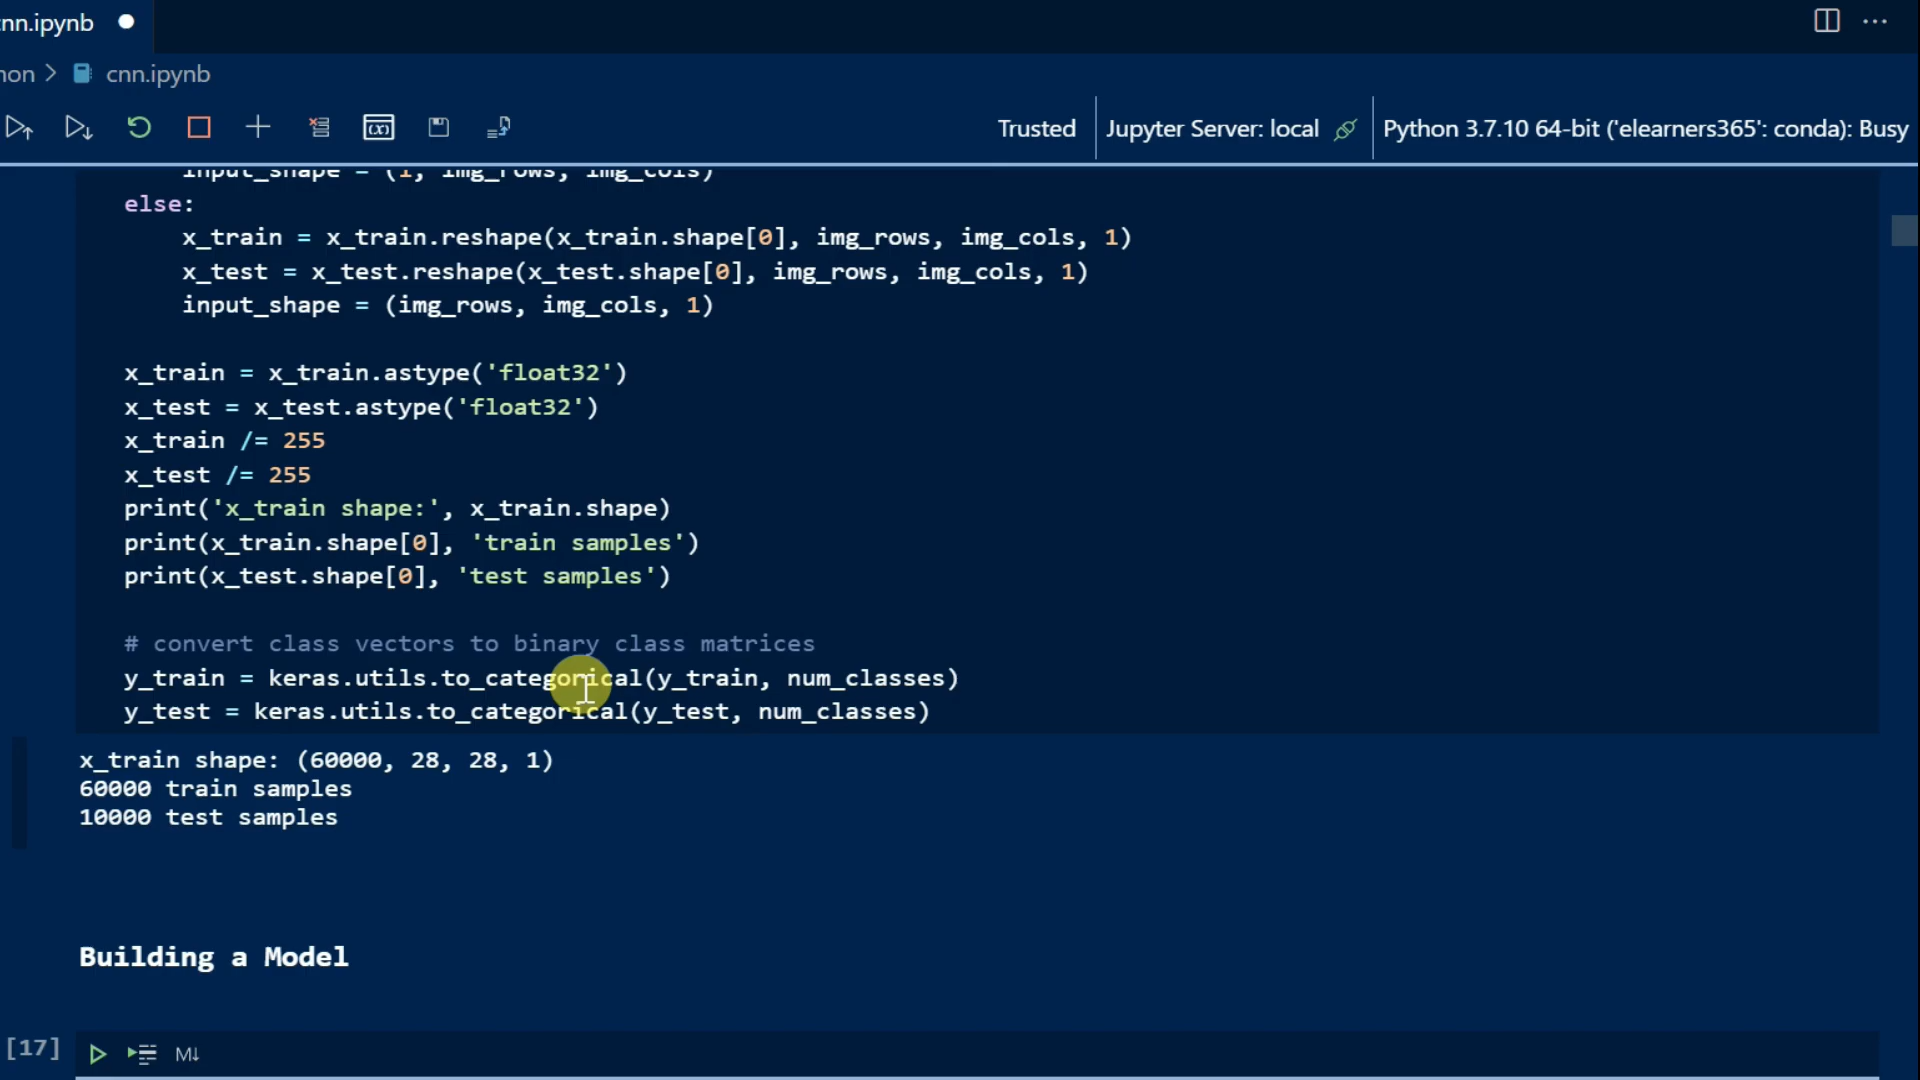 nn.ipynb
non > cnn.ipynb
Trusted Jupyter Server: local Python 3.7.10 64-bit ('elearners365': conda): Busy
input_shape = (1, img_rows, img_cols)
else:
x_train = x_train.reshape(x_train.shape[0], img_rows, img_cols, 1)
x_test = x_test.reshape(x_test.shape[0], img_rows, img_cols, 1)
input_shape = (img_rows, img_cols, 1)
x_train = x_train.astype('float32')
x_test = x_test.astype('float32')
x_train /= 255
x_test /= 255
print('x_train shape:', x_train.shape)
print(x_train.shape[0], 'train samples')
print(x_test.shape[0], 'test samples')
# convert class vectors to binary class matrices
y_train = keras.utils.to_categorical(y_train, num_classes)
y_test = keras.utils.to_categorical(y_test, num_classes)
x_train shape: (60000, 28, 28, 1)
60000 train samples
10000 test samples
Building a Model
[17] M↓